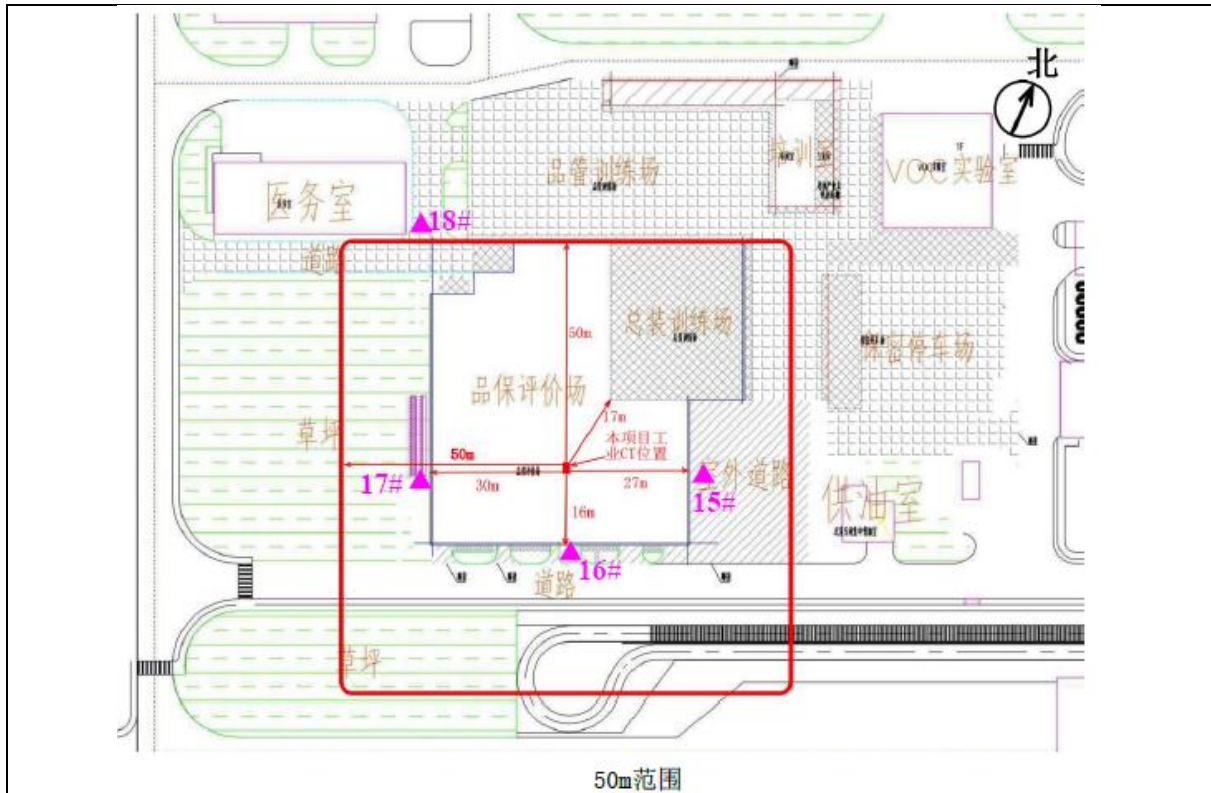 北
品管训练场
VOC实验室
医务室
18#
道路
50m
总装训练场
保密停车场
品保评价场
17m
本项目工
业CT位置
草坪
50m
17#
30m
27m
室外道路
15#
供油室
16m
16#
道路
草坪
50m范围